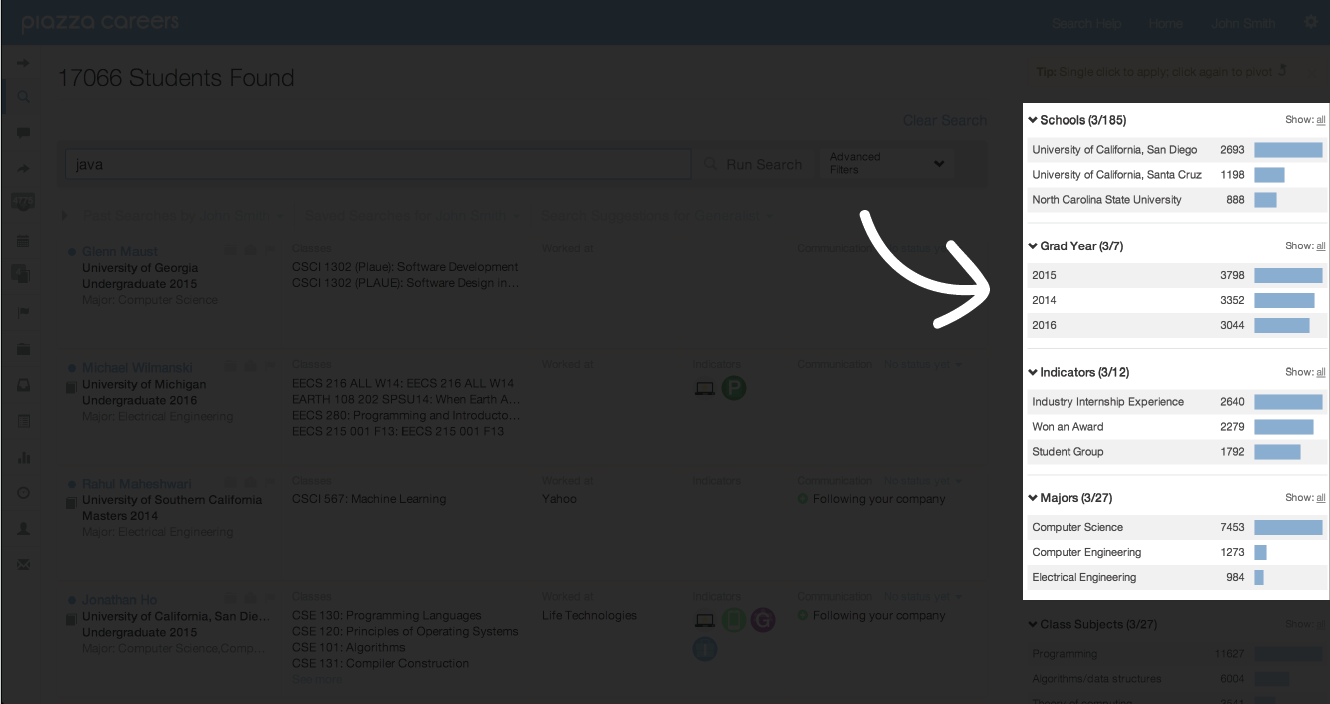 piazza careers
Search Help Home John Smith
17066 Students Found
Tip: Single click to apply; click again to pivot
Clear Search
java
Run Search
Advanced
Filters
Glenn Maust
University of Georgia
Undergraduate 2015
Major: Computer Science
Classes
CSCI 1302 (Plaue): Software Development
CSCI 1302 (PLAUE): Software Design in...
Worked at
Communication
Michael Wilmanski
University of Michigan
Undergraduate 2016
Major: Electrical Engineering
Classes
EECS 216 ALL W14: EECS 216 ALL W14
EARTH 108 202 SPSU14: When Earth A...
EECS 280: Programming and Introducto...
EECS 215 001 F13: EECS 215 001 F13
Worked at
Indicators
P
Communication No status yet
Rahul Maheshwari
University of Southern California
Masters 2014
Major: Electrical Engineering
Classes
CSCI 567: Machine Learning
Worked at
Yahoo
Indicators
Communication No status yet
Following your company
Jonathan Ho
University of California, San Die...
Undergraduate 2015
Major: Computer Science,Comp...
Classes
CSE 130: Programming Languages
CSE 120: Principles of Operating Systems
CSE 101: Algorithms
CSE 131: Compiler Construction
See more
Worked at
Life Technologies
Indicators
G
T
Communication No status yet
Following your company
Schools (3/185) Show: all
University of California, San Diego 2693
University of California, Santa Cruz 1198
North Carolina State University 888
Grad Year (3/7) Show: all
2015 3798
2014 3352
2016 3044
Indicators (3/12) Show: all
Industry Internship Experience 2640
Won an Award 2279
Student Group 1792
Majors (3/27) Show: all
Computer Science 7453
Computer Engineering 1273
Electrical Engineering 984
Class Subjects (3/27) Show: all
Programming 11627
Algorithms/data structures 6004